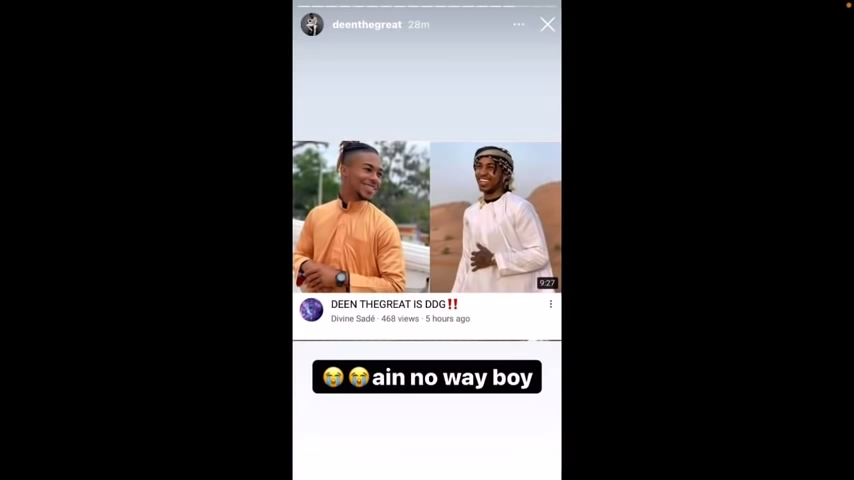 deenthegreat 28m
9:27
DEEN THEGREAT IS DDG‼️
Divine Sadé · 468 views · 5 hours ago
😭😭ain no way boy